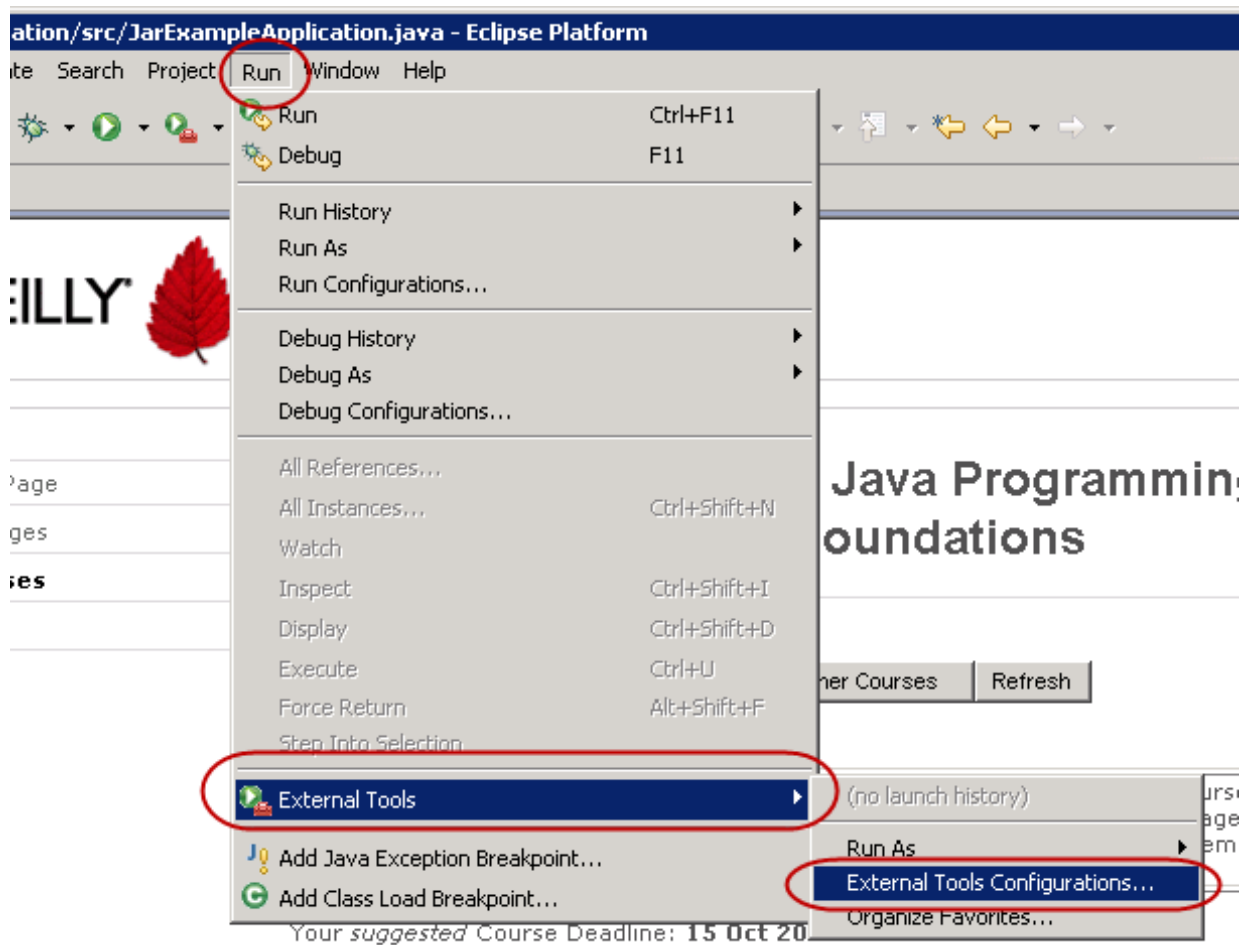 ation/src/JarExampleApplication.java - Eclipse Platform
Search Project Run Window Help
Run Ctrl+F11
Debug F11
Run History
Run As
Run Configurations...
EILLY
Debug History
Debug As
Debug Configurations...
All References...
Page
Java Programming
All Instances... Ctrl+Shift+N
ges
oundations
Watch
ses
Inspect Ctrl+Shift+I
Display Ctrl+Shift+D
Execute Ctrl+U
her Courses Refresh
Force Return Alt+Shift+F
Step Into Selection
External Tools
(no launch history)
Run As
Add Java Exception Breakpoint...
External Tools Configurations...
Add Class Load Breakpoint...
Organize Favorites...
Your suggested Course Deadline: 15 Oct 20